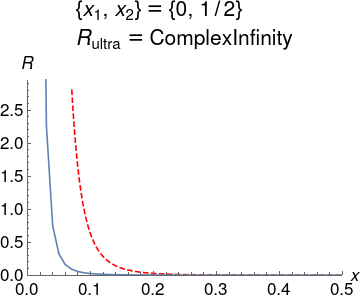 {x1, x2} = {0, 1/2}
Rultra = ComplexInfinity
R
2.5
2.0
1.5
1.0
0.5
0.0
0.0 0.1 0.2 0.3 0.4 0.5 x